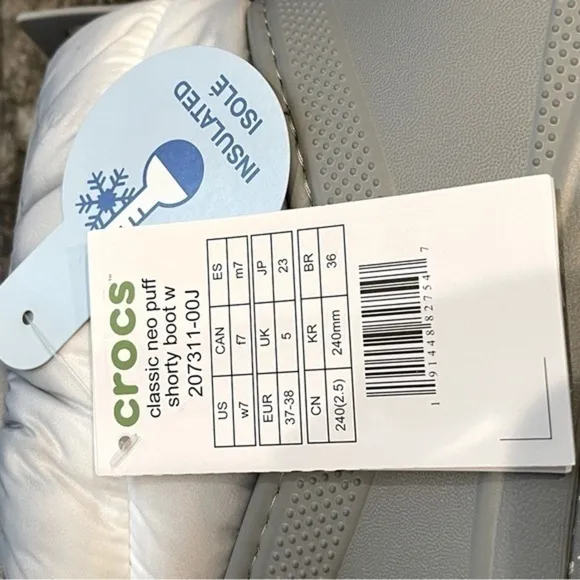 INSULATED
ISOLÉ
crocs™
classic neo puff
shorty boot w
207311-00J
US CAN ES
w7 f7 m7
EUR UK JP
37-38 5 23
CN KR BR
240(2.5) 240mm 36
1 91448 82754 7